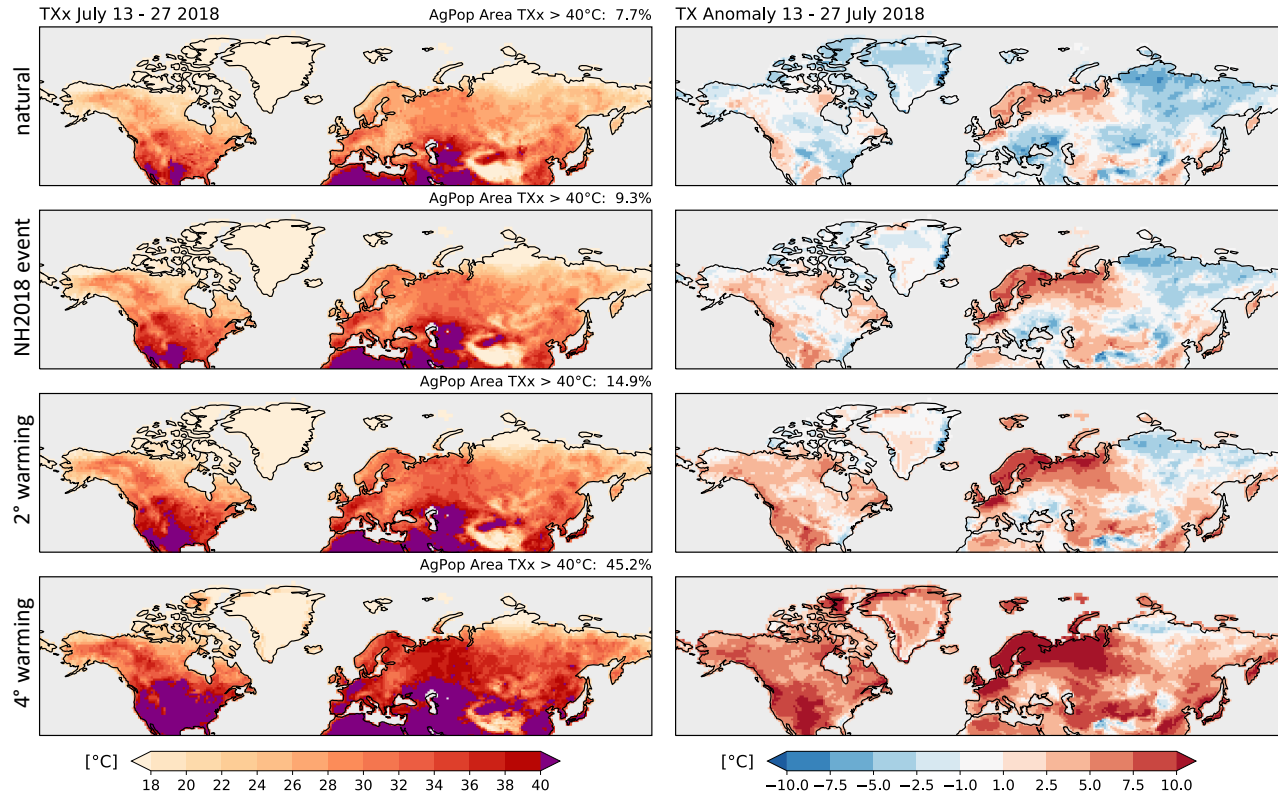 TXx July 13 - 27 2018
AgPop Area TXx > 40°C: 7.7%
TX Anomaly 13 - 27 July 2018
natural
AgPop Area TXx > 40°C: 9.3%
NH2018 event
AgPop Area TXx > 40°C: 14.9%
2° warming
AgPop Area TXx > 40°C: 45.2%
4° warming
[°C]
18 20 22 24 26 28 30 32 34 36 38 40
[°C]
−10.0 −7.5 −5.0 −2.5 −1.0 1.0 2.5 5.0 7.5 10.0